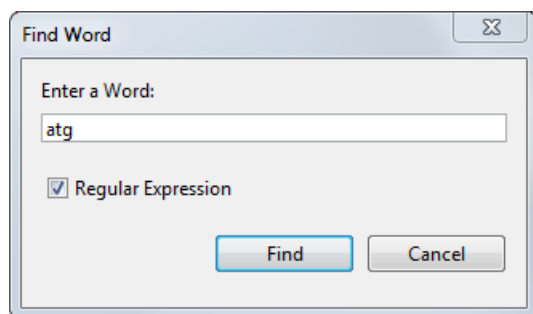 Find Word
Enter a Word:
atg
Regular Expression
Find Cancel